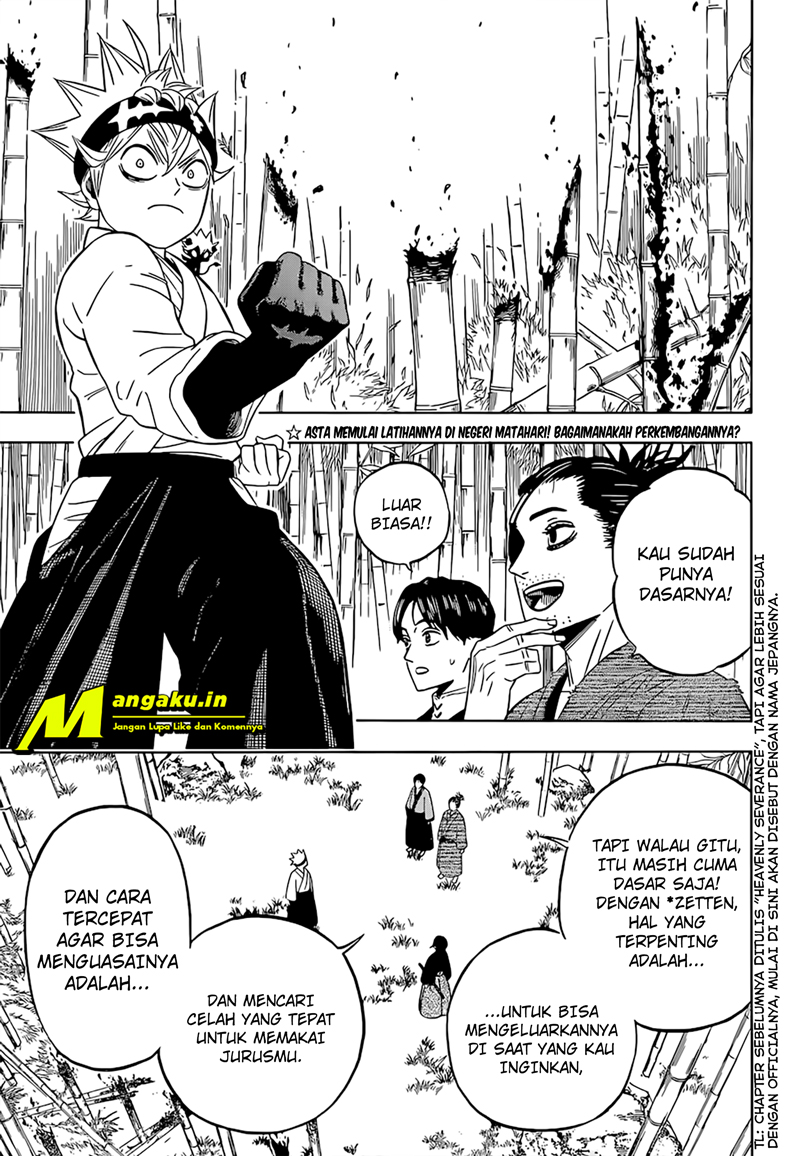 ☆ ASTA MEMULAI LATIHANNYA DI NEGERI MATAHARI! BAGAIMANAKAH PERKEMBANGANNYA?
KAU SUDAH
PUNYA
DASARNYA!
LUAR
BIASA!!
Mangaku.in
Jangan Lupa Like dan Komennya
TAPI WALAU GITU,
ITU MASIH CUMA
DASAR SAJA!
DENGAN *ZETTEN,
HAL YANG
TERPENTING
ADALAH...
...UNTUK BISA
MENGELUARKANNYA
DI SAAT YANG KAU
INGINKAN,
DAN MENCARI
CELAH YANG TEPAT
UNTUK MEMAKAI
JURUSMU.
DAN CARA
TERCEPAT
AGAR BISA
MENGUASAINYA
ADALAH...
TL: CHAPTER SEBELUMNYA DITULIS "HEAVENLY SEVERANCE", TAPI AGAR LEBIH SESUAI
DENGAN OFFICIALNYA, MULAI DI SINI AKAN DISEBUT DENGAN NAMA JEPANGNYA.